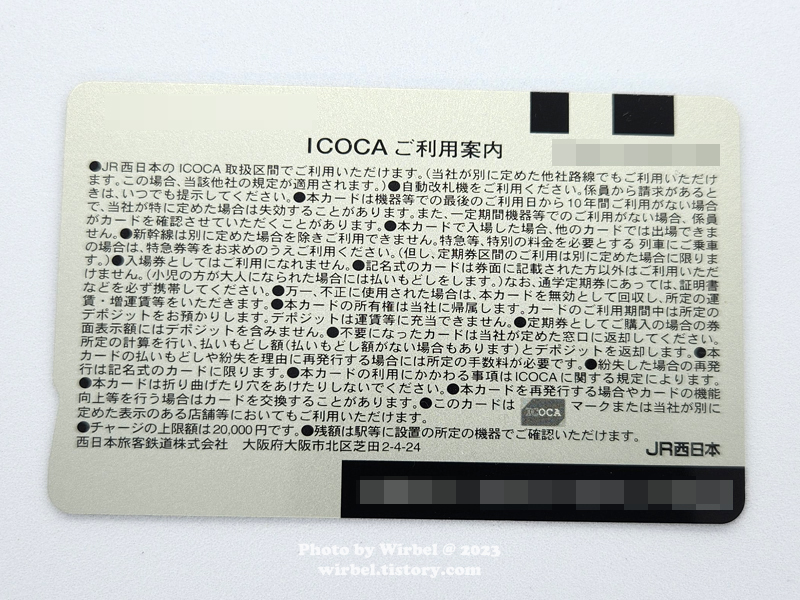 ICOCA ご利用案内
●JR西日本の ICOCA 取扱区間でご利用いただけます。(当社が別に定めた他社路線でもご利用いただけ
ます。この場合、当該他社の規定が適用されます。)●自動改札機をご利用ください。係員から請求があると
きは、いつでも提示してください。●本カードは機器等での最後のご利用日から10年間ご利用がない場合
で、当社が特に定めた場合は失効することがあります。また、一定期間機器等でのご利用がない場合、係員
がカードを確認させていただくことがあります。●本カードで入場した場合、他のカードでは出場できま
せん。●新幹線は別に定めた場合を除きご利用できません。特急等、特別の料金を必要とする列車にご乗車
の場合は、特急券等をお求めのうえご利用ください。(但し、定期券区間のご利用は別に定めた場合に限りま
す。)●入場券としてはご利用になれません。●記名式のカードは券面に記載された方以外はご利用いただ
けません。(小児の方が大人になられた場合には払いもどしをします。)なお、通学定期券にあっては、証明書
などを必ず携帯してください。●万一、不正に使用された場合は、本カードを無効として回収し、所定の運
賃・増運賃等をいただきます。●本カードの所有権は当社に帰属します。カードのご利用期間中は所定の
デポジットをお預かりします。デポジットは運賃等に充当できません。●定期券としてご購入の場合の券
面表示額にはデポジットを含みません。●不要になったカードは当社が定めた窓口に返却してください。
所定の計算を行い、払いもどし額(払いもどし額がない場合もあります)とデポジットを返却します。●本
カードの払いもどしや紛失を理由に再発行する場合には所定の手数料が必要です。●紛失した場合の再発
行は記名式のカードに限ります。●本カードの利用にかかわる事項はICOCAに関する規定によります。
●本カードは折り曲げたり穴をあけたりしないでください。●本カードを再発行する場合やカードの機能
向上等を行う場合はカードを交換することがあります。●このカードは ICOCA マークまたは当社が別に
定めた表示のある店舗等においてもご利用いただけます。
●チャージの上限額は20,000円です。●残額は駅等に設置の所定の機器でご確認いただけます。
西日本旅客鉄道株式会社 大阪府大阪市北区芝田2-4-24
JR西日本
Photo by Wirbel @ 2023
wirbel.tistory.com